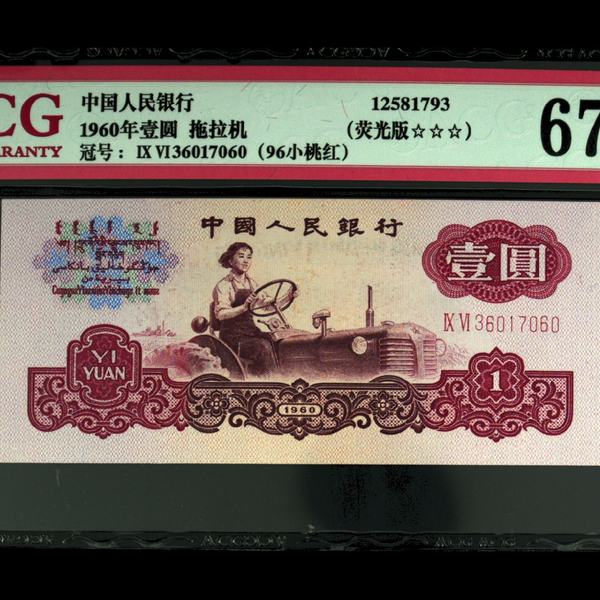 CG
ARRANTY
中国人民银行
1960年壹圆 拖拉机
冠号：Ⅸ Ⅵ36017060（96小桃红）
12581793
（荧光版☆☆☆）
67
中國人民銀行
壹圓
Ⅸ Ⅵ 36017060
YI
YUAN
1960
1